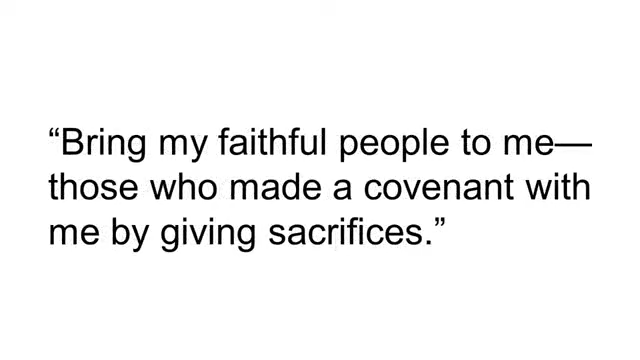 “Bring my faithful people to me—
those who made a covenant with
me by giving sacrifices.”